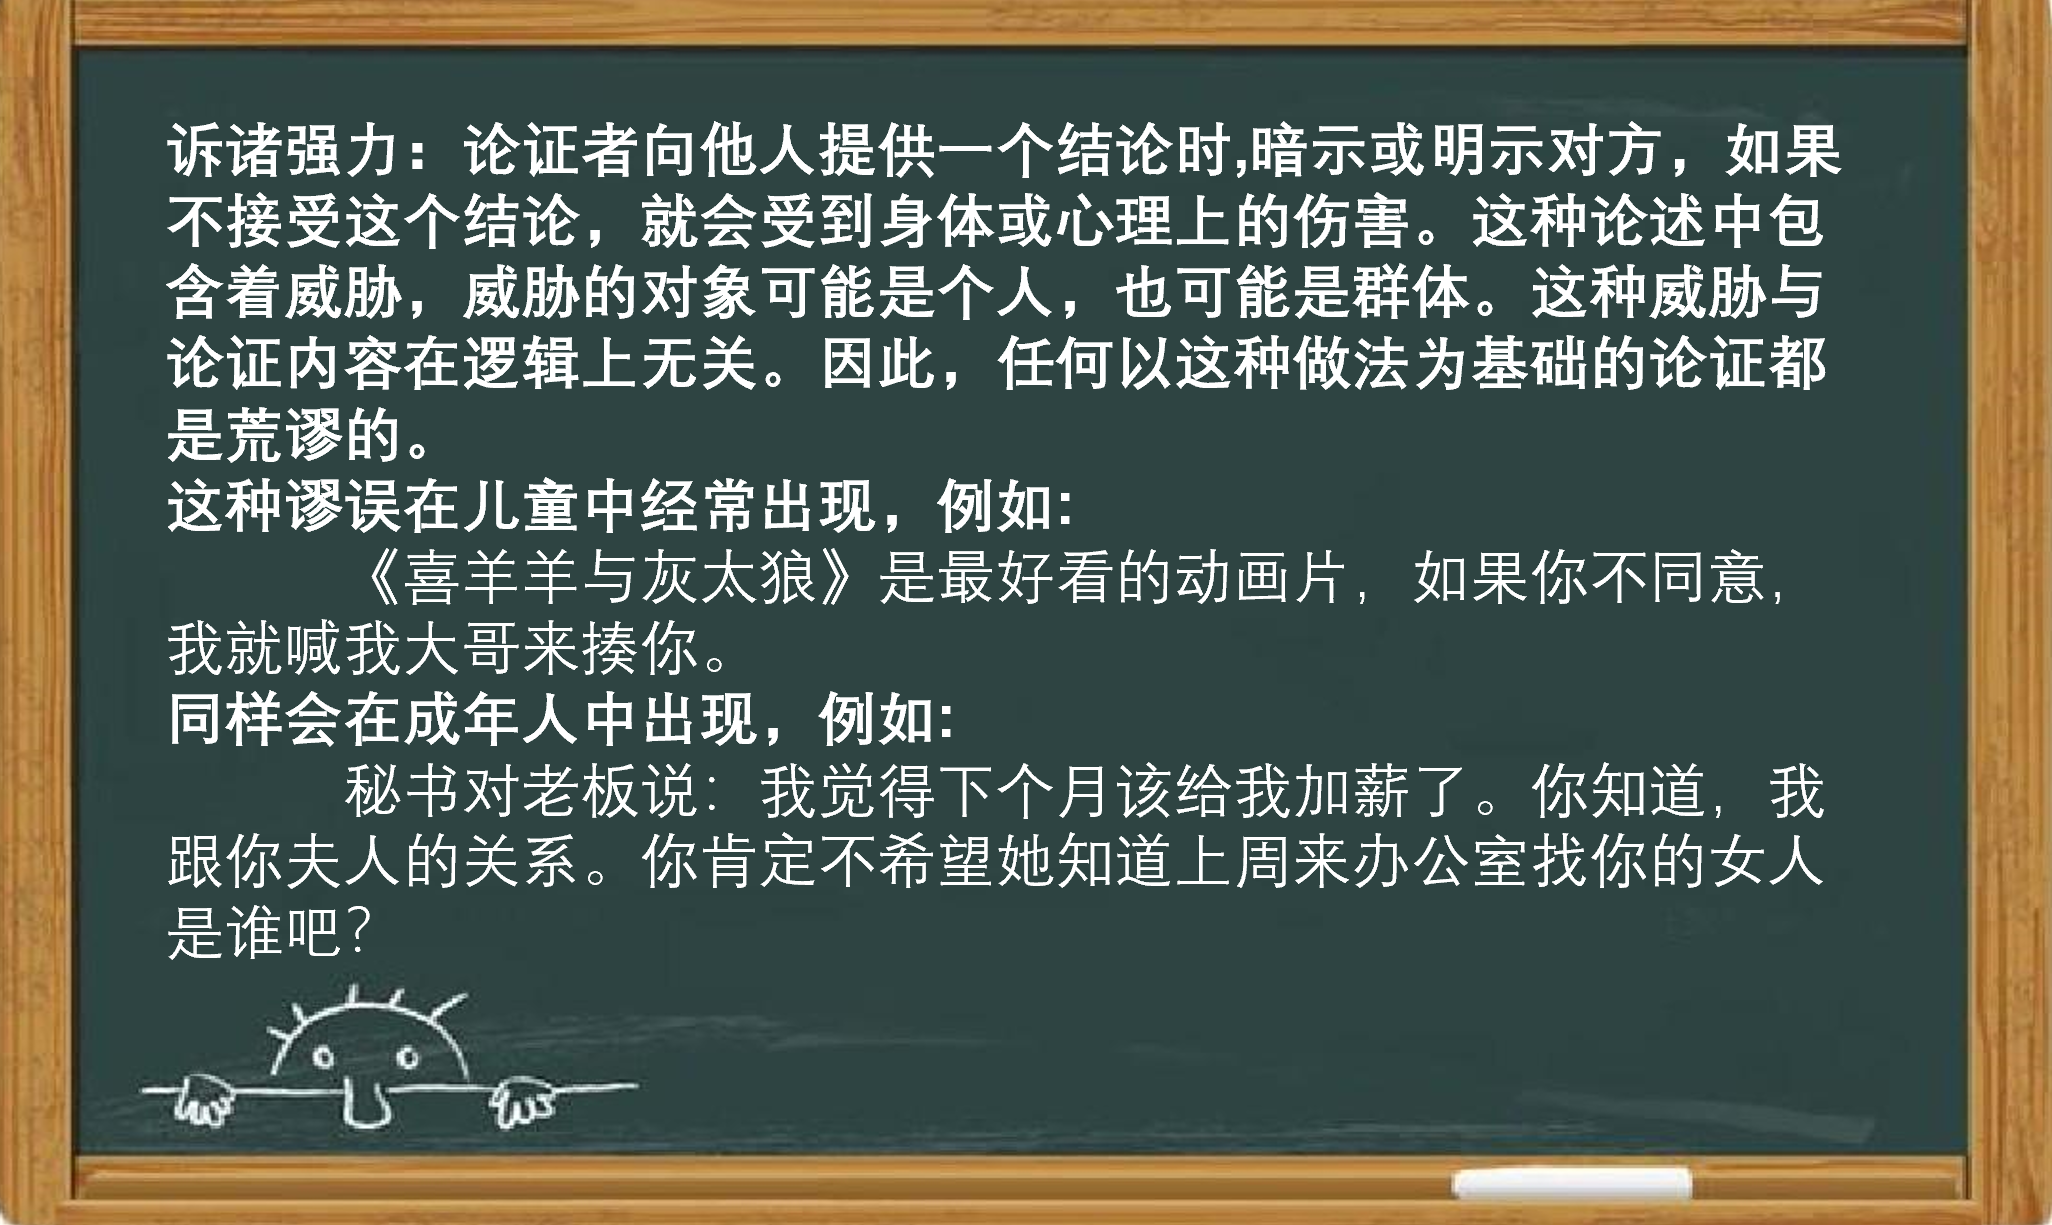 诉诸强力：论证者向他人提供一个结论时,暗示或明示对方，如果
不接受这个结论，就会受到身体或心理上的伤害。这种论述中包
含着威胁，威胁的对象可能是个人，也可能是群体。这种威胁与
论证内容在逻辑上无关。因此，任何以这种做法为基础的论证都
是荒谬的。
这种谬误在儿童中经常出现，例如:
《喜羊羊与灰太狼》是最好看的动画片，如果你不同意，
我就喊我大哥来揍你。
同样会在成年人中出现，例如:
秘书对老板说：我觉得下个月该给我加薪了。你知道，我
跟你夫人的关系。你肯定不希望她知道上周来办公室找你的女人
是谁吧？